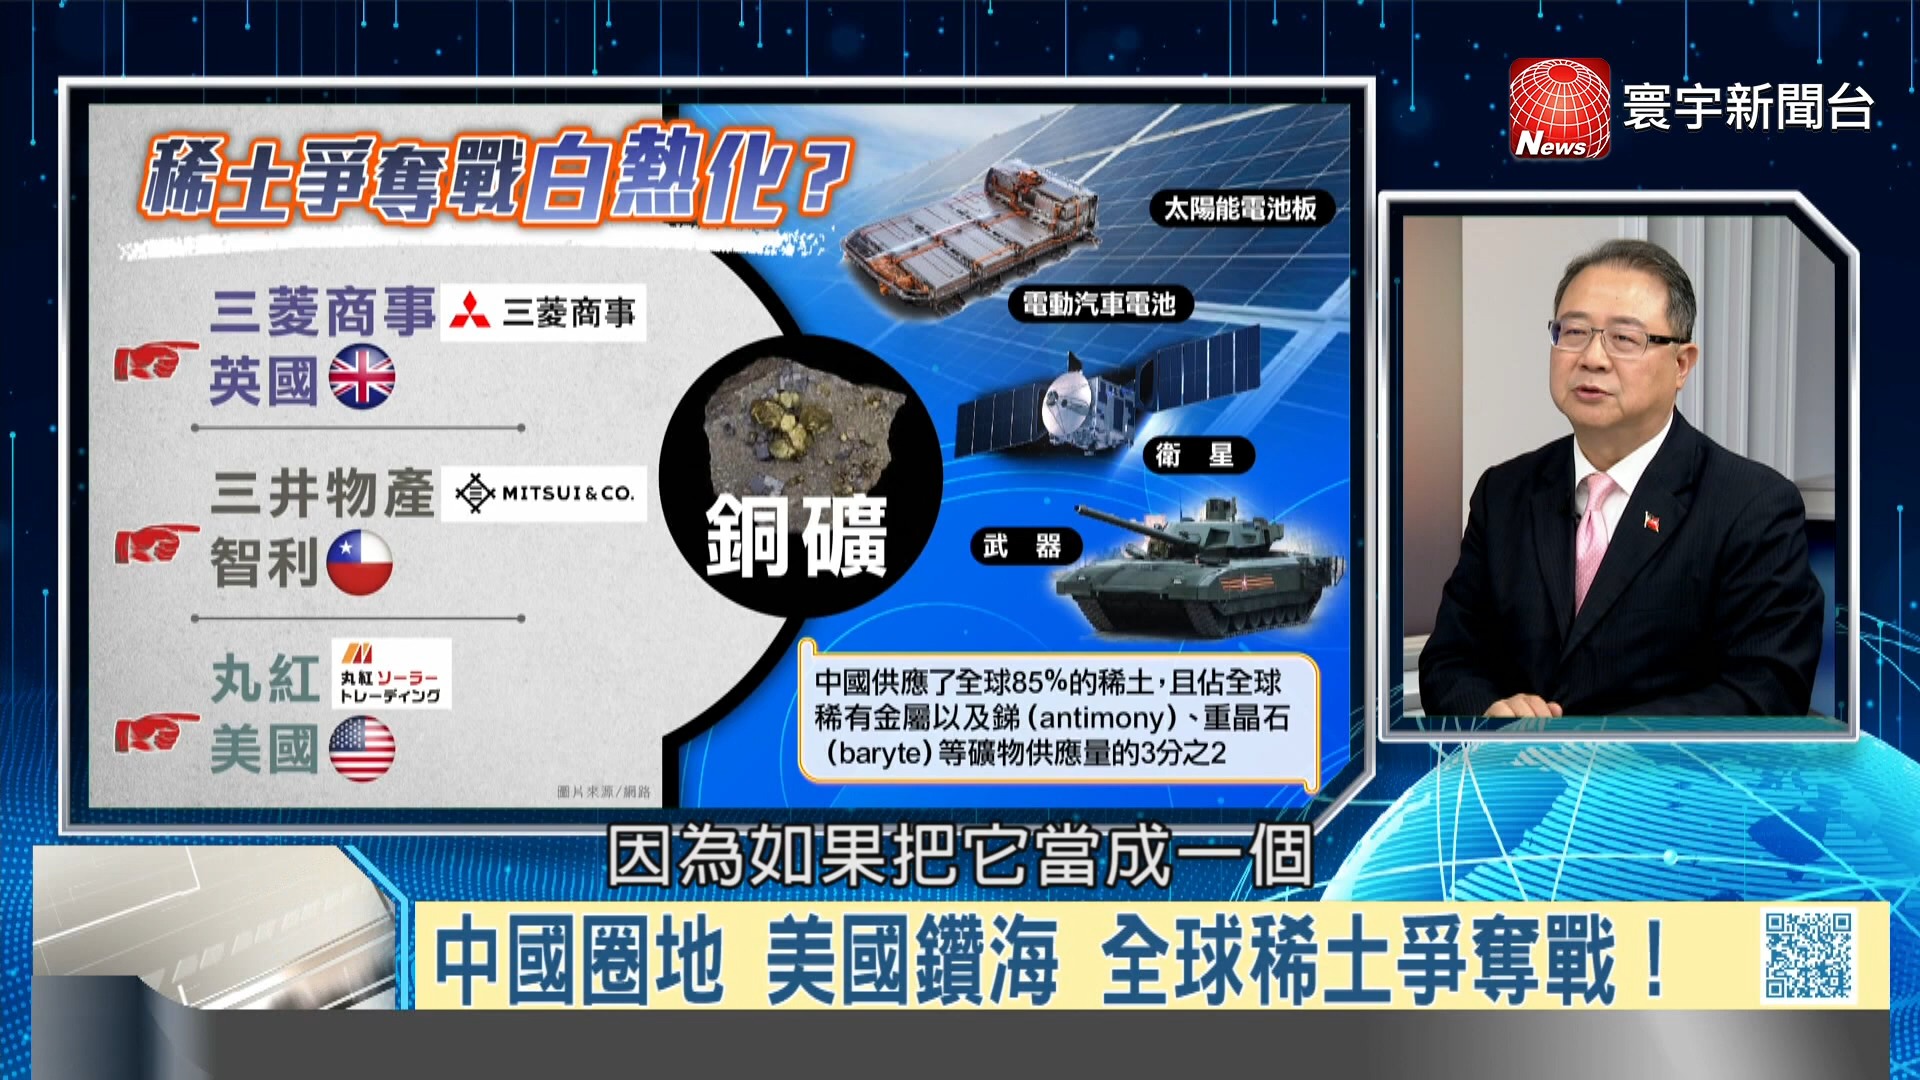 News
寰宇新聞台
稀土爭奪戰白熱化?
三菱商事
三菱商事
英國
三井物產
MITSUI&CO.
智利
丸紅
丸紅ソーラー
トレーディング
美國
圖片來源/網路
銅礦
太陽能電池板
電動汽車電池
衛 星
武 器
中國供應了全球85%的稀土,且佔全球
稀有金屬以及銻(antimony)、重晶石
(baryte)等礦物供應量的3分之2
因為如果把它當成一個
中國圈地 美國鑽海 全球稀土爭奪戰!